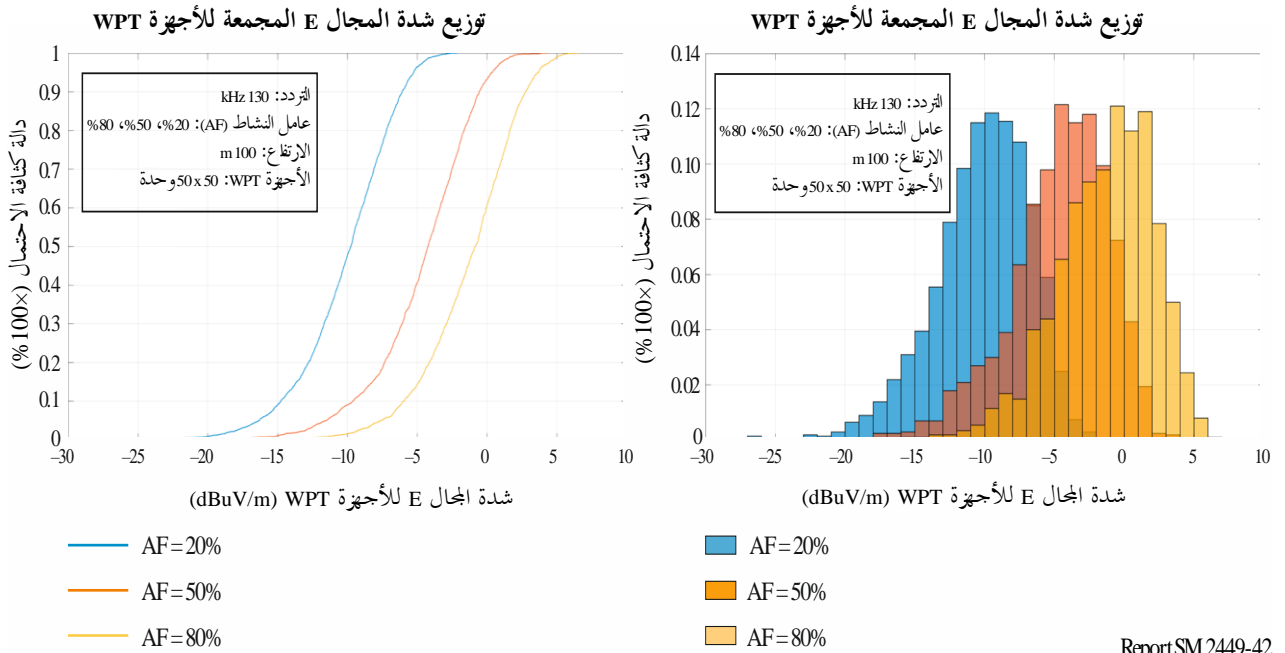 توزيع شدة المجال E المجمعة للأجهزة WPT
دالة كثافة الاحتمال (×100%)
1
0.9
0.8
0.7
0.6
0.5
0.4
0.3
0.2
0.1
0
التردد: 130 kHz
عامل النشاط (AF): 20%، 50%، 80%
الارتفاع: 100 m
الأجهزة WPT: 50 x 50 وحدة
–30
–25
–20
–15
–10
–5
0
5
10
شدة المجال E للأجهزة WPT (dBuV/m)
AF=20%
AF=50%
AF=80%
توزيع شدة المجال E المجمعة للأجهزة WPT
دالة كثافة الاحتمال (×100%)
0.14
0.12
0.10
0.08
0.06
0.04
0.02
0
التردد: 130 kHz
عامل النشاط (AF): 20%، 50%، 80%
الارتفاع: 100 m
الأجهزة WPT: 50 x 50 وحدة
–30
–25
–20
–15
–10
–5
0
5
10
شدة المجال E للأجهزة WPT (dBuV/m)
AF=20%
AF=50%
AF=80%
Report SM 2449-42